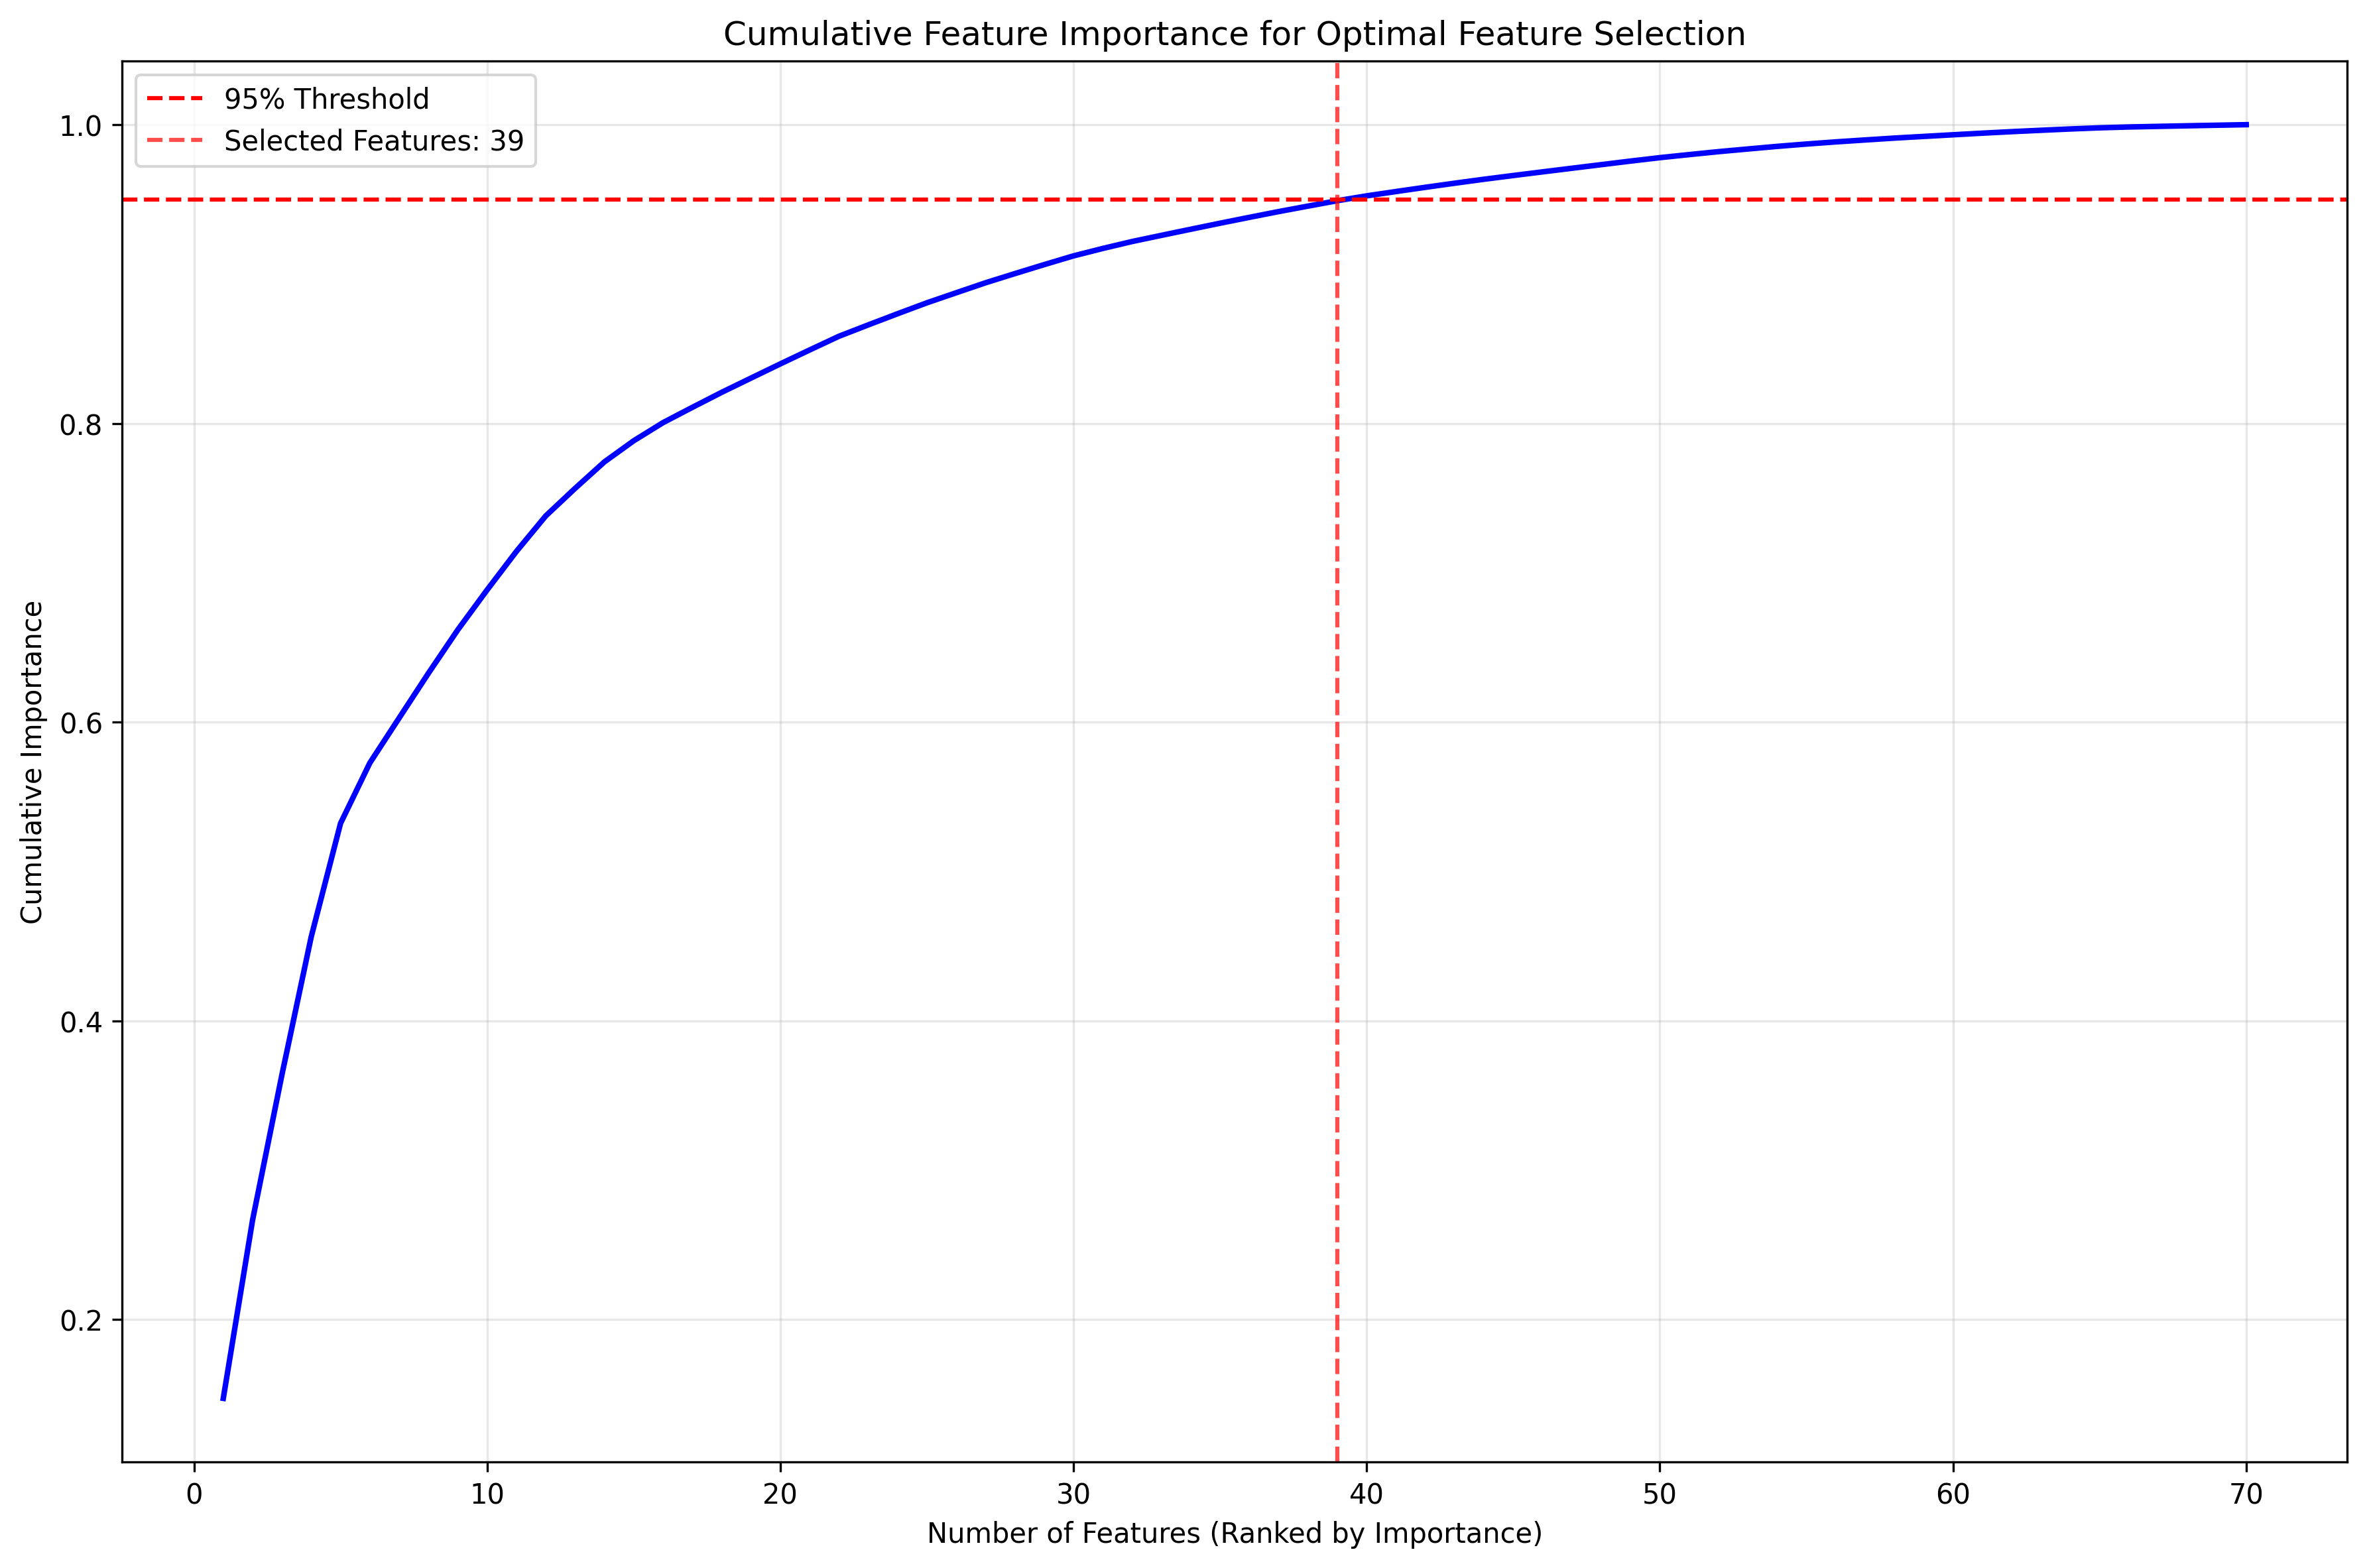 Cumulative Feature Importance for Optimal Feature Selection
95% Threshold
Selected Features: 39
1.0
0.8
0.6
0.4
0.2
Cumulative Importance
0 10 20 30 40 50 60 70
Number of Features (Ranked by Importance)